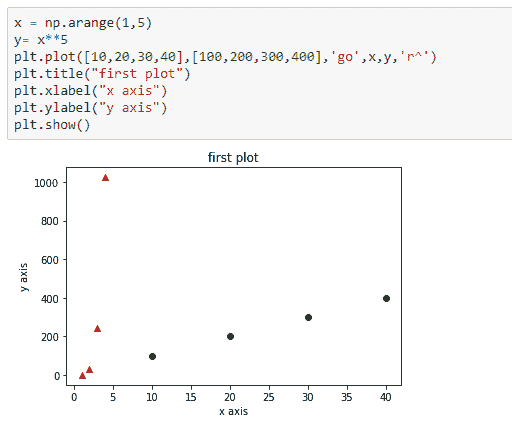 x = np.arange(1,5)
y= x**5
plt.plot([10,20,30,40],[100,200,300,400],'go',x,y,'r^')
plt.title("first plot")
plt.xlabel("x axis")
plt.ylabel("y axis")
plt.show()
first plot
1000
800
600
400
200
0
y axis
0 5 10 15 20 25 30 35 40
x axis